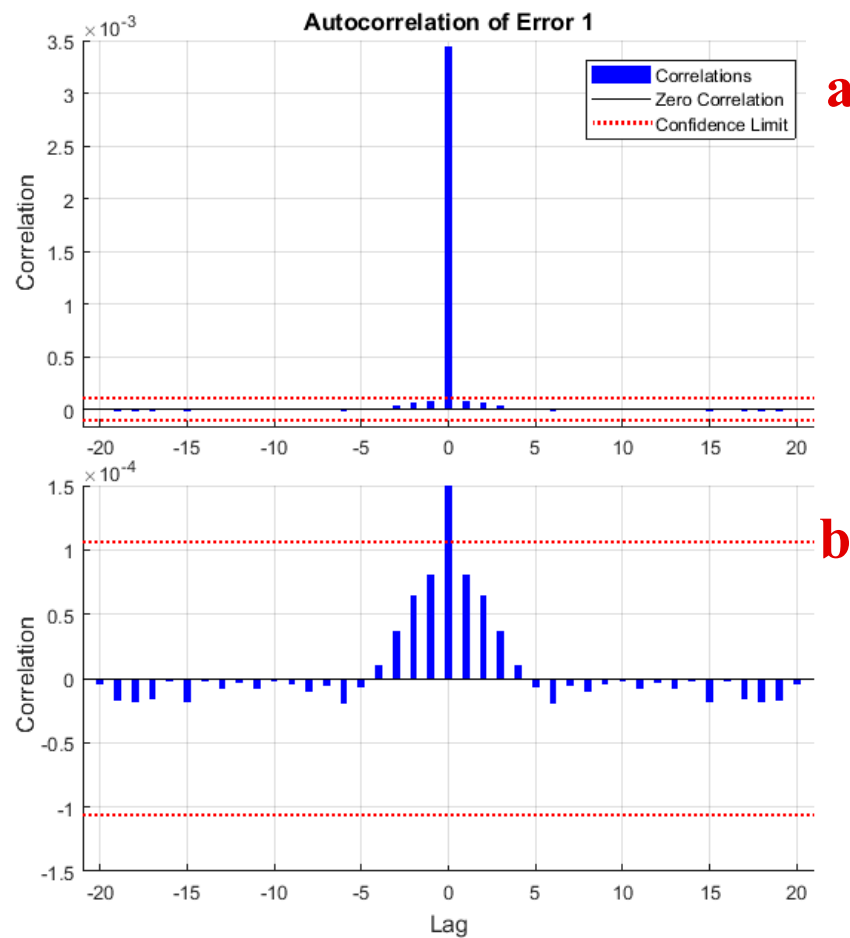 Autocorrelation of Error 1
×10⁻³
3.5
3
2.5
2
1.5
1
0.5
0
Correlation
Correlations
Zero Correlation
Confidence Limit
a
-20 -15 -10 -5 0 5 10 15 20
×10⁻⁴
1.5
1
0.5
0
-0.5
-1
-1.5
Correlation
b
-20 -15 -10 -5 0 5 10 15 20
Lag